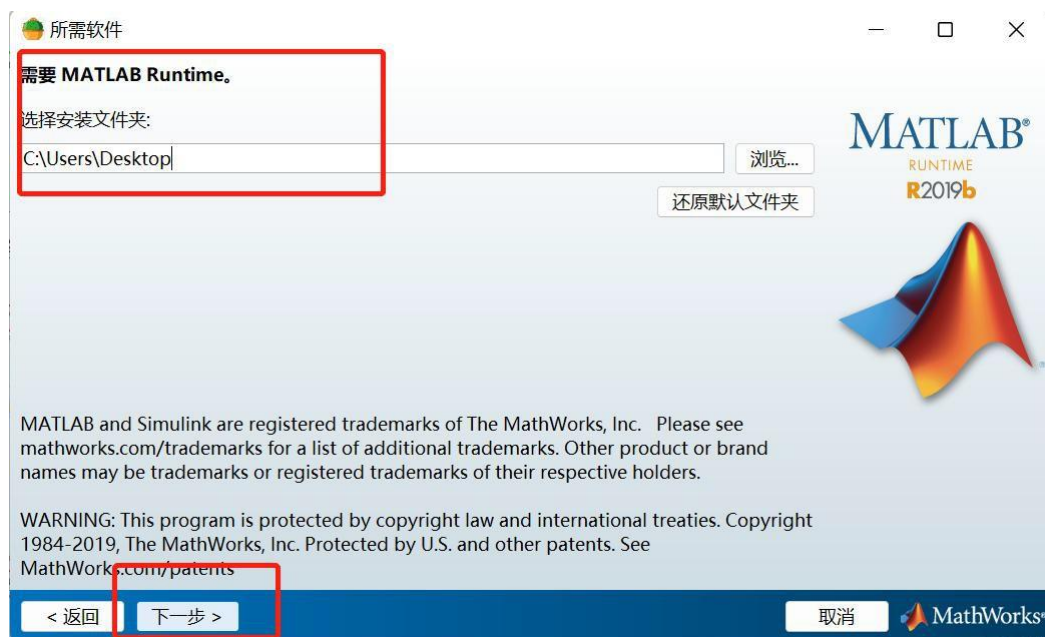 所需软件
需要 MATLAB Runtime。
选择安装文件夹:
C:\Users\Desktop
浏览...
还原默认文件夹
MATLAB®
RUNTIME
R2019b
MATLAB and Simulink are registered trademarks of The MathWorks, Inc.   Please see
mathworks.com/trademarks for a list of additional trademarks. Other product or brand
names may be trademarks or registered trademarks of their respective holders.
WARNING: This program is protected by copyright law and international treaties. Copyright
1984-2019, The MathWorks, Inc. Protected by U.S. and other patents. See
MathWorks.com/patents
< 返回
下一步 >
取消
MathWorks®